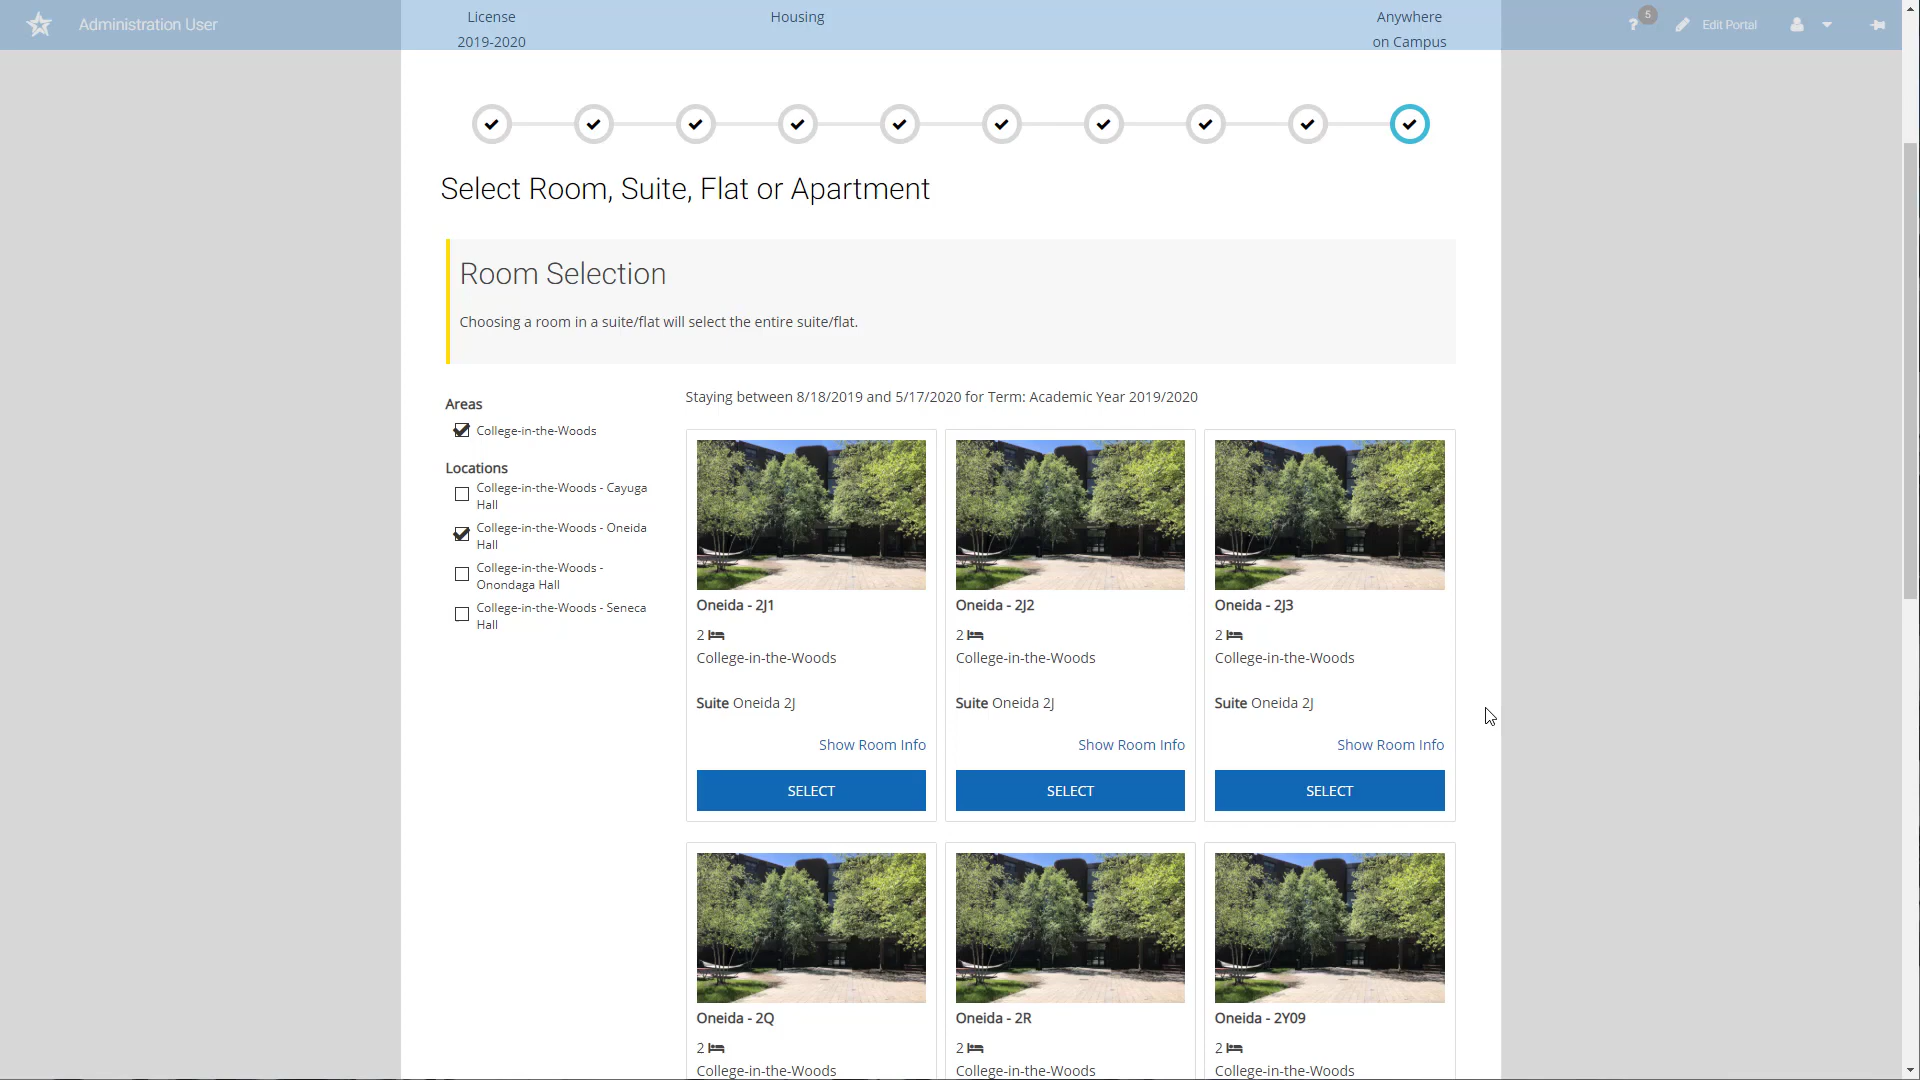 Administration User
License
2019-2020
Housing
Anywhere
on Campus
? 5
Edit Portal
Select Room, Suite, Flat or Apartment
Room Selection
Choosing a room in a suite/flat will select the entire suite/flat.
Areas
College-in-the-Woods
Locations
College-in-the-Woods - Cayuga
Hall
College-in-the-Woods - Oneida
Hall
College-in-the-Woods -
Onondaga Hall
College-in-the-Woods - Seneca
Hall
Staying between 8/18/2019 and 5/17/2020 for Term: Academic Year 2019/2020
Oneida - 2J1
2
College-in-the-Woods
Suite Oneida 2J
Show Room Info
SELECT
Oneida - 2J2
2
College-in-the-Woods
Suite Oneida 2J
Show Room Info
SELECT
Oneida - 2J3
2
College-in-the-Woods
Suite Oneida 2J
Show Room Info
SELECT
Oneida - 2Q
2
College-in-the-Woods
Oneida - 2R
2
College-in-the-Woods
Oneida - 2Y09
2
College-in-the-Woods